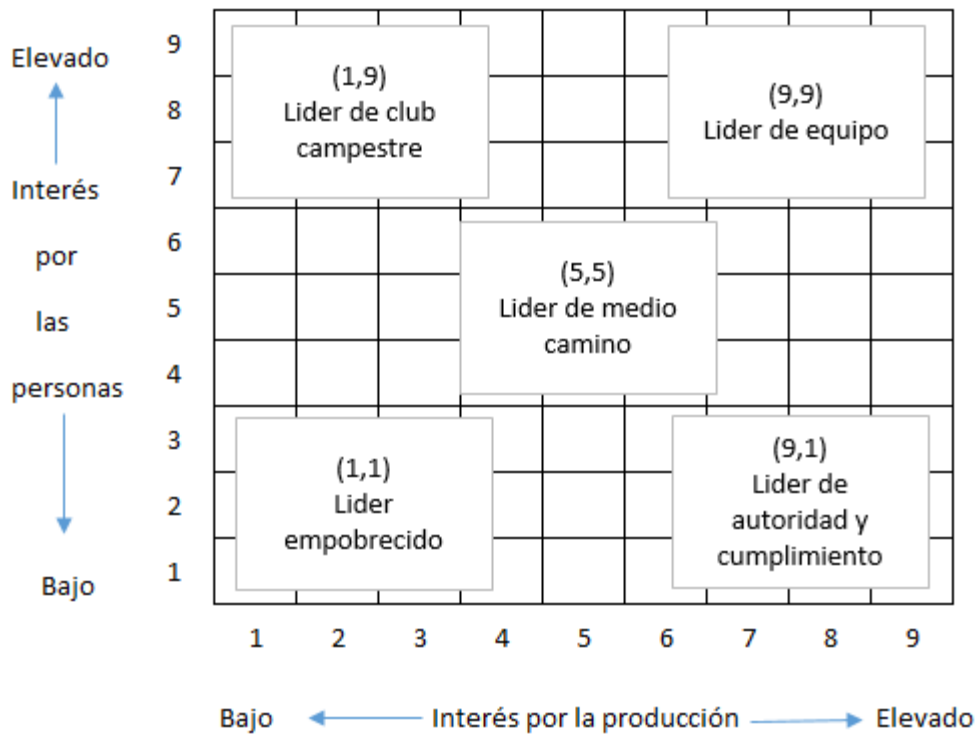 Elevado
Interés
por
las
personas
Bajo
9
8
7
6
5
4
3
2
1
(1,9)
Lider de club
campestre
(9,9)
Lider de equipo
(5,5)
Lider de medio
camino
(1,1)
Lider
empobrecido
(9,1)
Lider de
autoridad y
cumplimiento
1 2 3 4 5 6 7 8 9
Bajo Interés por la producción Elevado